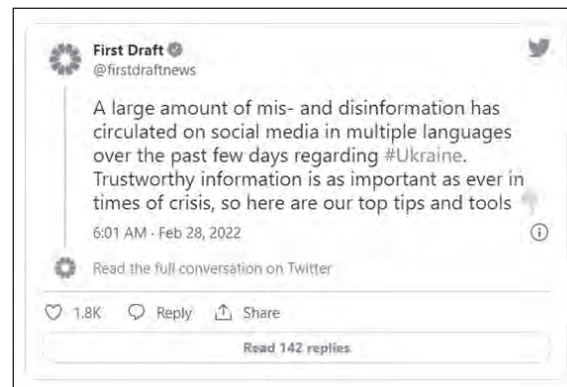 First Draft
@firstdraftnews
A large amount of mis- and disinformation has
circulated on social media in multiple languages
over the past few days regarding #Ukraine.
Trustworthy information is as important as ever in
times of crisis, so here are our top tips and tools
6:01 AM · Feb 28, 2022
Read the full conversation on Twitter
1.8K Reply Share
Read 142 replies